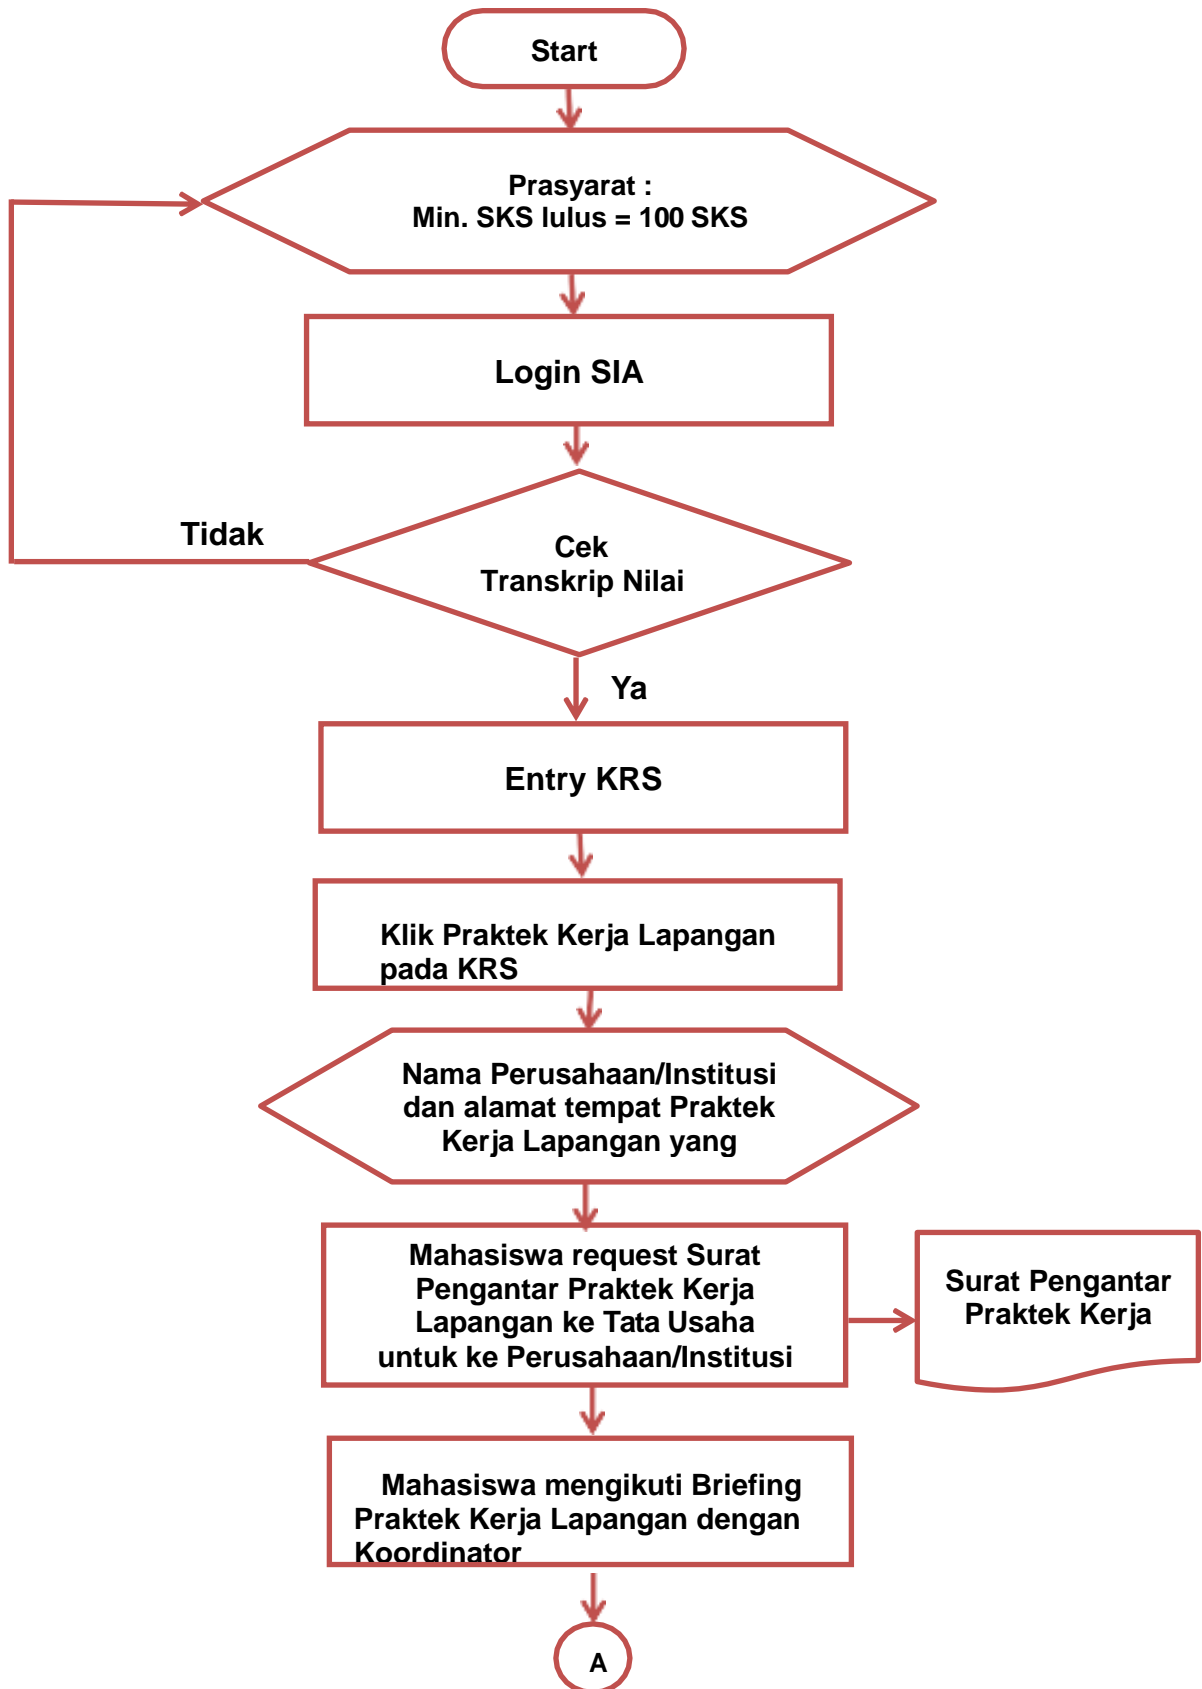 Start
Prasyarat :
Min. SKS lulus = 100 SKS
Login SIA
Tidak
Cek
Transkrip Nilai
Ya
Entry KRS
Klik Praktek Kerja Lapangan
pada KRS
Nama Perusahaan/Institusi
dan alamat tempat Praktek
Kerja Lapangan yang
Mahasiswa request Surat
Pengantar Praktek Kerja
Lapangan ke Tata Usaha
untuk ke Perusahaan/Institusi
Surat Pengantar
Praktek Kerja
Mahasiswa mengikuti Briefing
Praktek Kerja Lapangan dengan
Koordinator
A